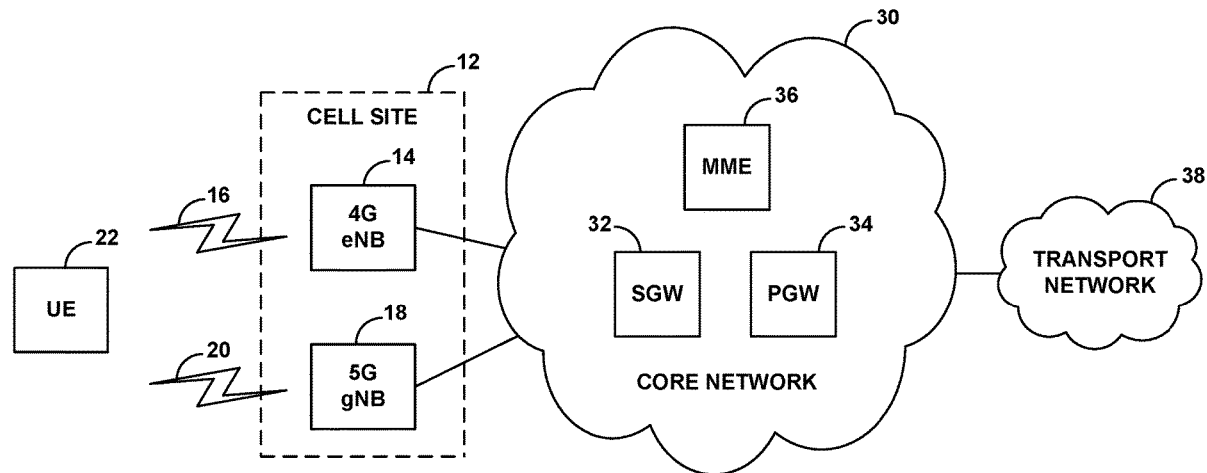 30
12
CELL SITE
36
MME
14
4G
eNB
16
38
22
UE
32
SGW
34
PGW
TRANSPORT
NETWORK
18
5G
gNB
20
CORE NETWORK